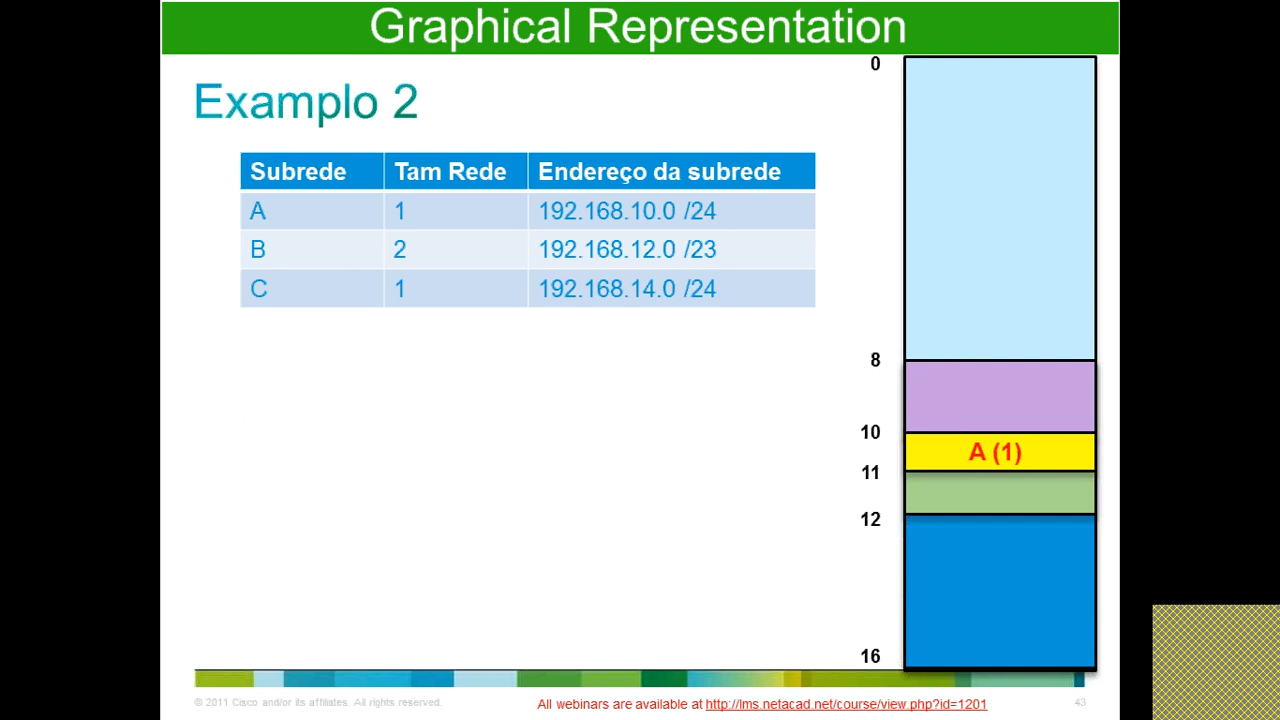 Graphical Representation
Examplo 2
Subrede Tam Rede Endereço da subrede
A 1 192.168.10.0 /24
B 2 192.168.12.0 /23
C 1 192.168.14.0 /24
0
8
10
A (1)
11
12
16
© 2011 Cisco and/or its affiliates. All rights reserved.
All webinars are available at http://lms.netacad.net/course/view.php?id=1201
43